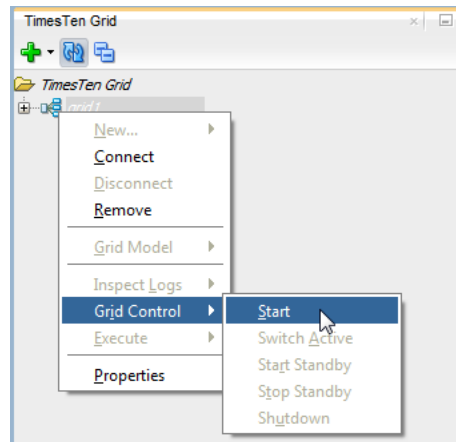 TimesTen Grid
TimesTen Grid
grid1
New...
Connect
Disconnect
Remove
Grid Model
Inspect Logs
Grid Control
Start
Execute
Switch Active
Start Standby
Properties
Stop Standby
Shutdown